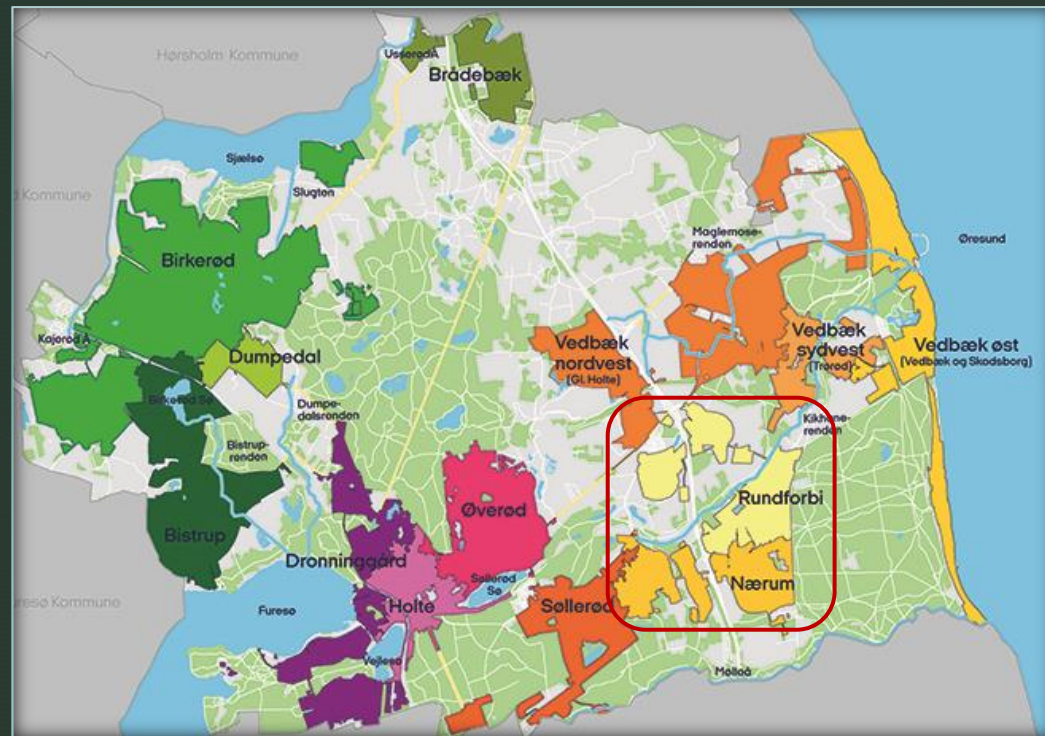 Hørsholm Kommune
Usserød Å
Brådebæk
Sjælsø
Kommune
Slugten
Maglemose-
renden
Øresund
Birkerød
Kajerød Å
Dumpedal
Vedbæk
nordvest
(Gl. Holte)
Vedbæk
sydvest
(Trørød)
Vedbæk øst
(Vedbæk og Skodsborg)
Birkerød Sø
Dumpe-
dalsrenden
Bistrup-
renden
Kikhane-
renden
Rundforbi
Øverød
Bistrup
Dronninggård
Nærum
Søllerød
Sø
Furesø Kommune
Furesø
Holte
Søllerød
Vejlesø
Mølleå